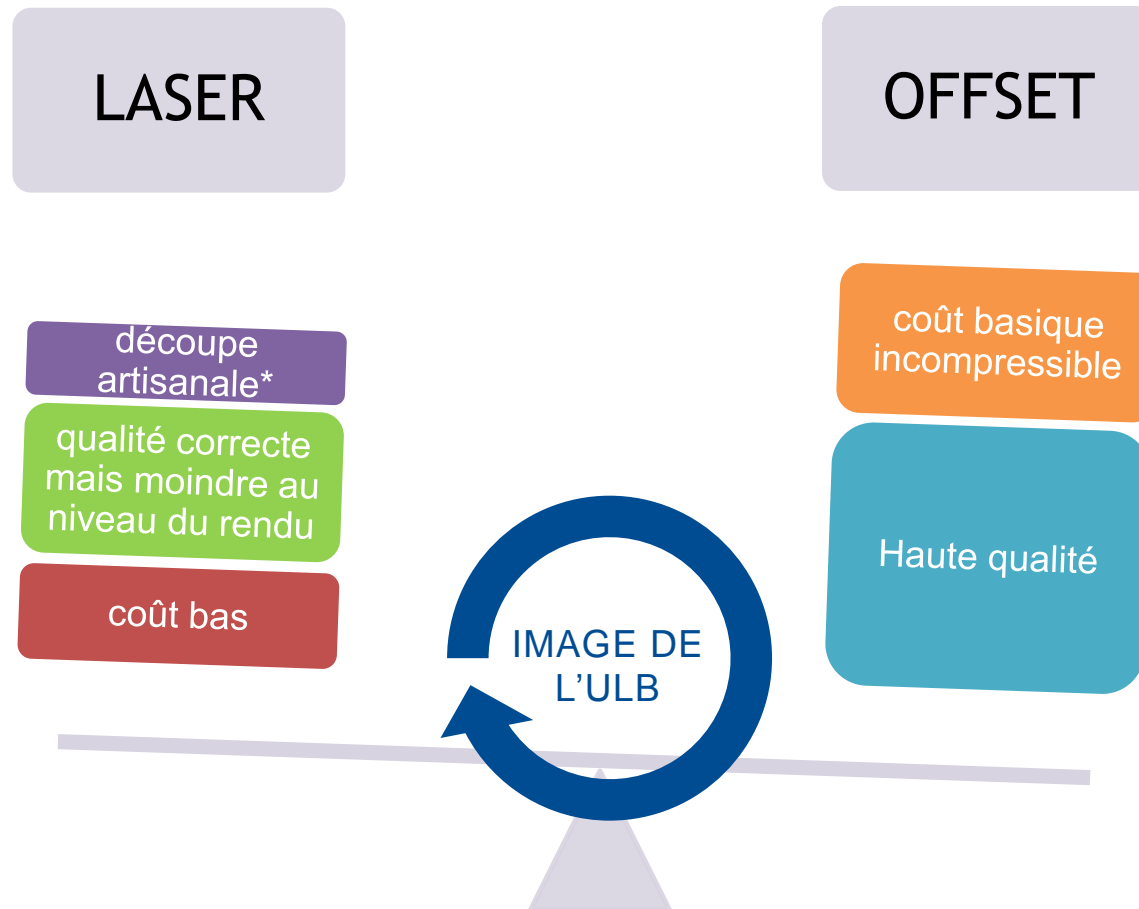 LASER
OFFSET
découpe
artisanale*
qualité correcte
mais moindre au
niveau du rendu
coût bas
coût basique
incompressible
Haute qualité
IMAGE DE
L’ULB